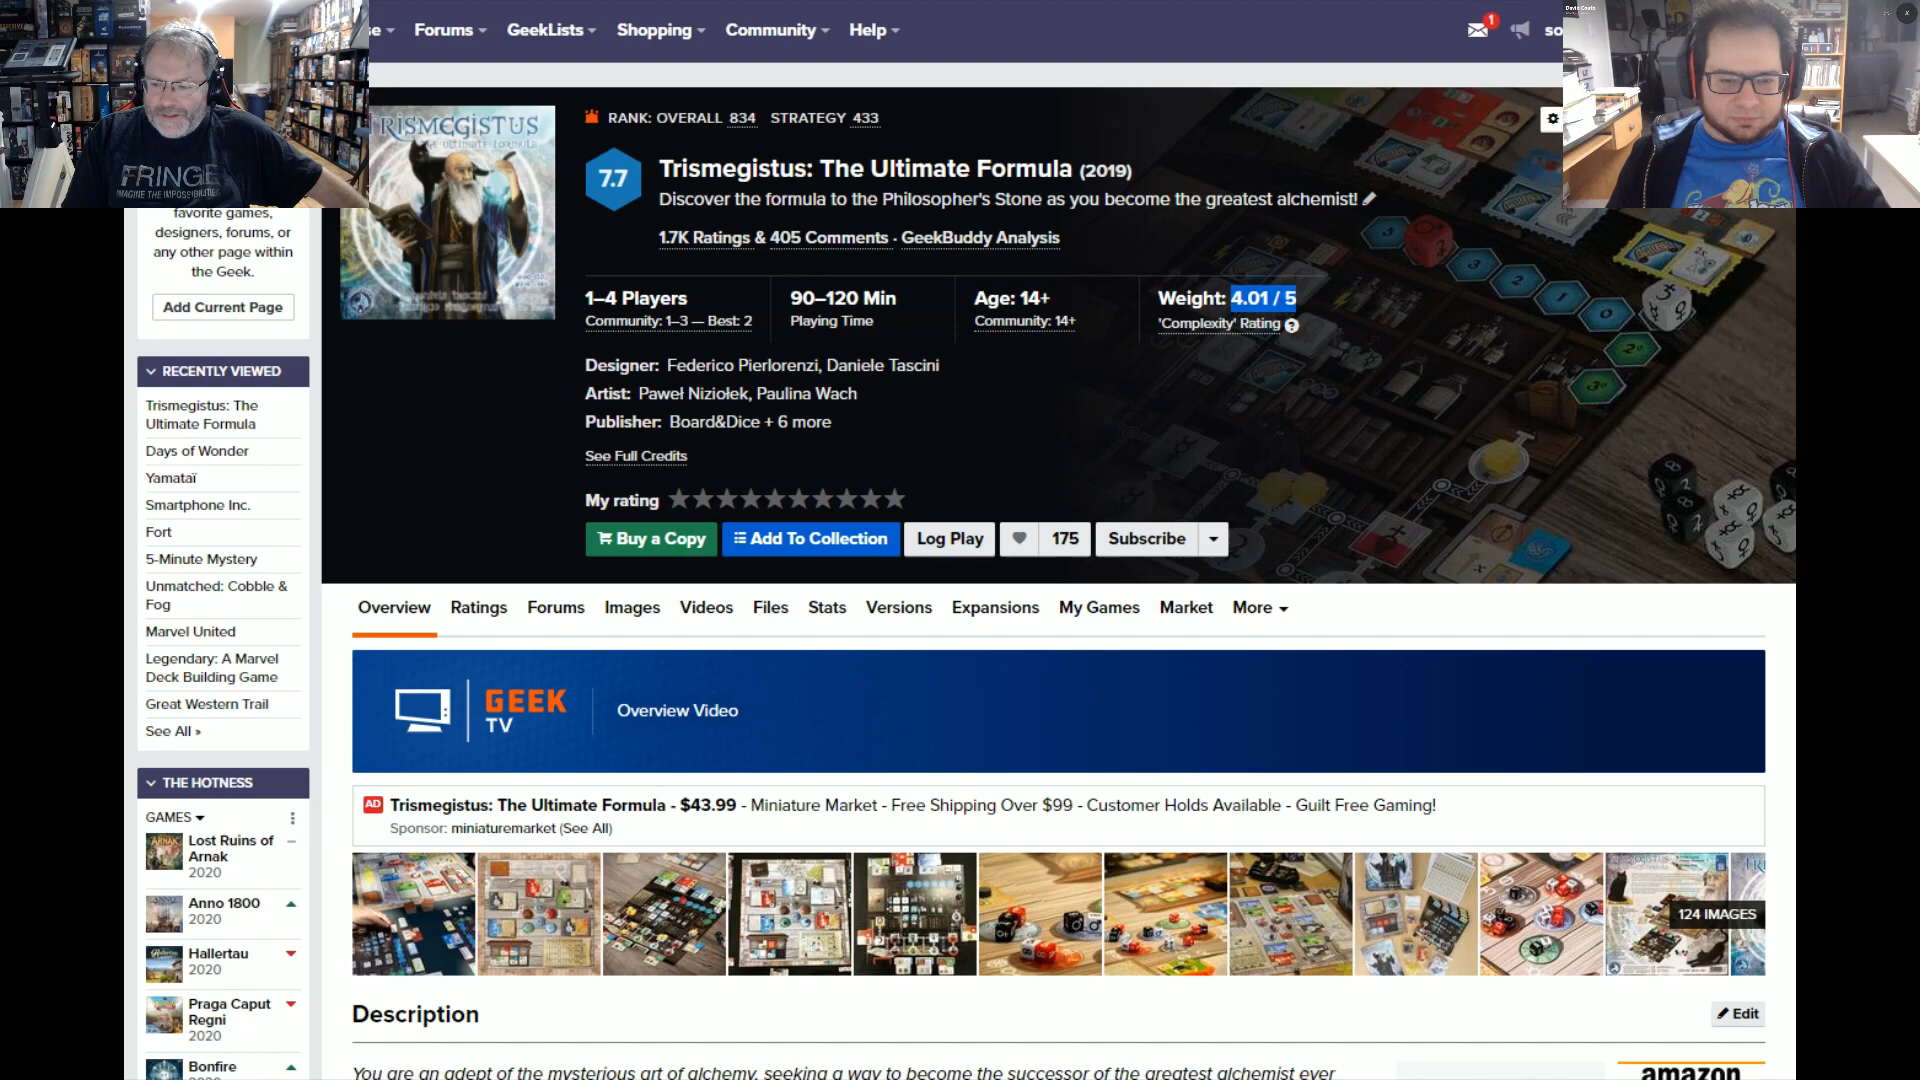 se
Forums
GeekLists
Shopping
Community
Help
1
so
David Couto
FRINGE
IMAGINE THE IMPOSSIBILITIES
TRISMEGISTUS
THE ULTIMATE FORMULA
RANK: OVERALL 834 STRATEGY 433
7.7
Trismegistus: The Ultimate Formula (2019)
Discover the formula to the Philosopher's Stone as you become the greatest alchemist!
1.7K Ratings & 405 Comments · GeekBuddy Analysis
1–4 Players
Community: 1–3 — Best: 2
90–120 Min
Playing Time
Age: 14+
Community: 14+
Weight: 4.01 / 5
'Complexity' Rating ?
Designer: Federico Pierlorenzi, Daniele Tascini
Artist: Paweł Niziołek, Paulina Wach
Publisher: Board&Dice + 6 more
See Full Credits
My rating
Buy a Copy
Add To Collection
Log Play
175
Subscribe
favorite games,
designers, forums, or
any other page within
the Geek.
Add Current Page
RECENTLY VIEWED
Trismegistus: The
Ultimate Formula
Days of Wonder
Yamataï
Smartphone Inc.
Fort
5-Minute Mystery
Unmatched: Cobble &
Fog
Marvel United
Legendary: A Marvel
Deck Building Game
Great Western Trail
See All »
THE HOTNESS
GAMES
Lost Ruins of
Arnak
2020
Anno 1800
2020
Hallertau
2020
Praga Caput
Regni
2020
Bonfire
Overview
Ratings
Forums
Images
Videos
Files
Stats
Versions
Expansions
My Games
Market
More
GEEK
TV
Overview Video
AD Trismegistus: The Ultimate Formula - $43.99 - Miniature Market - Free Shipping Over $99 - Customer Holds Available - Guilt Free Gaming!
Sponsor: miniaturemarket (See All)
124 IMAGES
Description
Edit
You are an adept of the mysterious art of alchemy, seeking a way to become the successor of the greatest alchemist ever
amazon